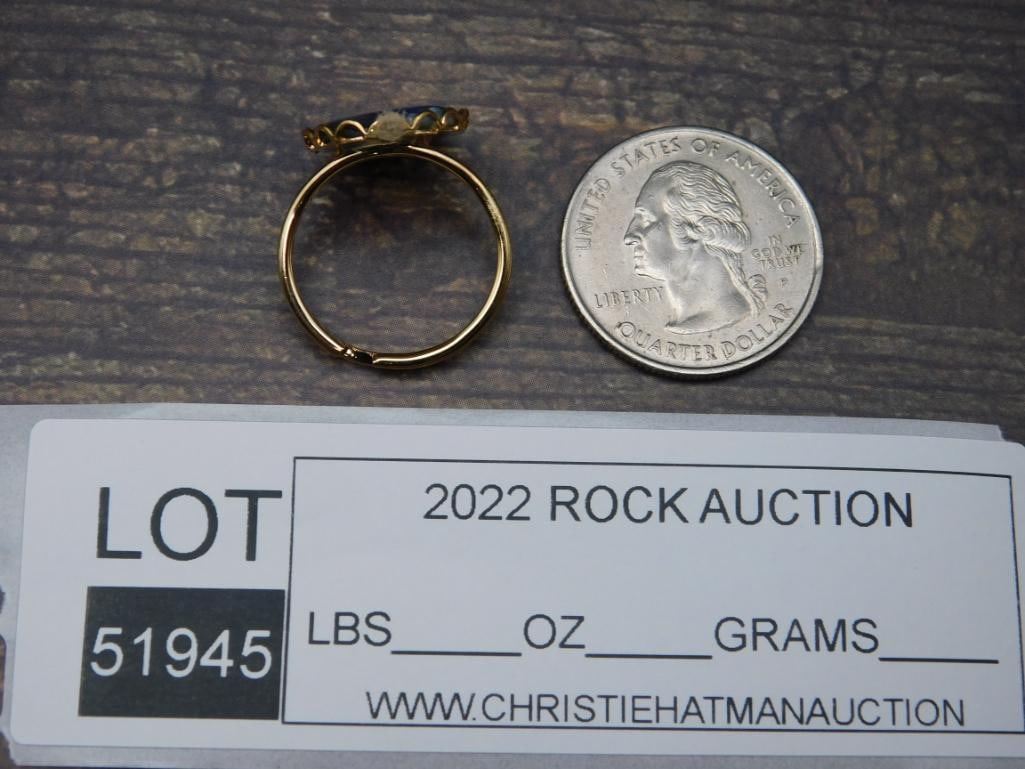 UNITED STATES OF AMERICA
IN
GOD WE
TRUST
P
LIBERTY
QUARTER DOLLAR
LOT
51945
2022 ROCK AUCTION
LBS_____OZ_____GRAMS_____
WWW.CHRISTIEHATMANAUCTION